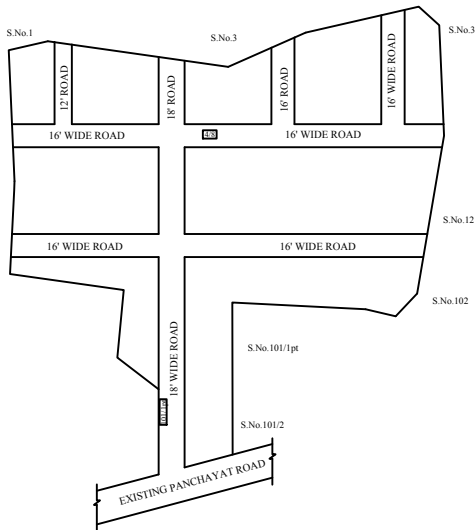 S.No.1
S.No.3
S.No.3
12' ROAD
18' ROAD
16' ROAD
16' WIDE ROAD
16' WIDE ROAD
4/8
16' WIDE ROAD
S.No.12
16' WIDE ROAD
16' WIDE ROAD
S.No.102
18' WIDE ROAD
S.No.101/1pt
S.No.101/2
EXISTING PANCHAYAT ROAD